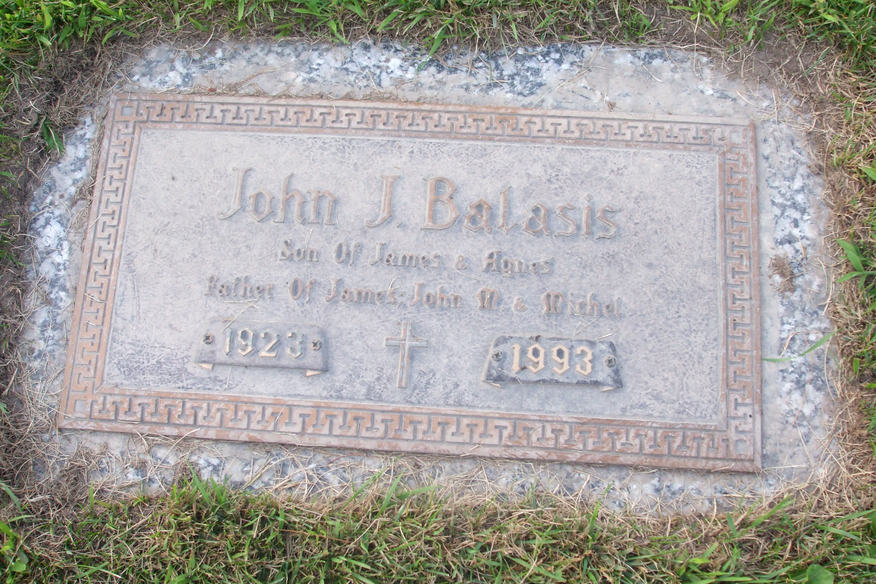 John J. Balasis
Son Of James & Agnes
Father Of James, John M. & Michel
1923 1993